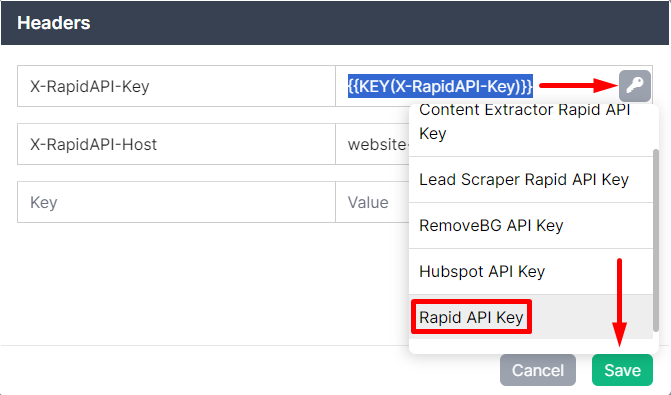 Headers
X-RapidAPI-Key
{{KEY(X-RapidAPI-Key)}}
Content Extractor Rapid API
Key
X-RapidAPI-Host
website-
Lead Scraper Rapid API Key
Key
Value
RemoveBG API Key
Hubspot API Key
Rapid API Key
Cancel
Save